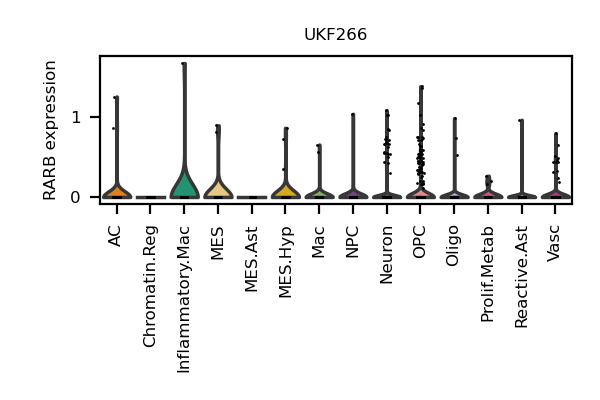 UKF266
RARB expression
1
0
AC
Chromatin.Reg
Inflammatory.Mac
MES
MES.Ast
MES.Hyp
Mac
NPC
Neuron
OPC
Oligo
Prolif.Metab
Reactive.Ast
Vasc